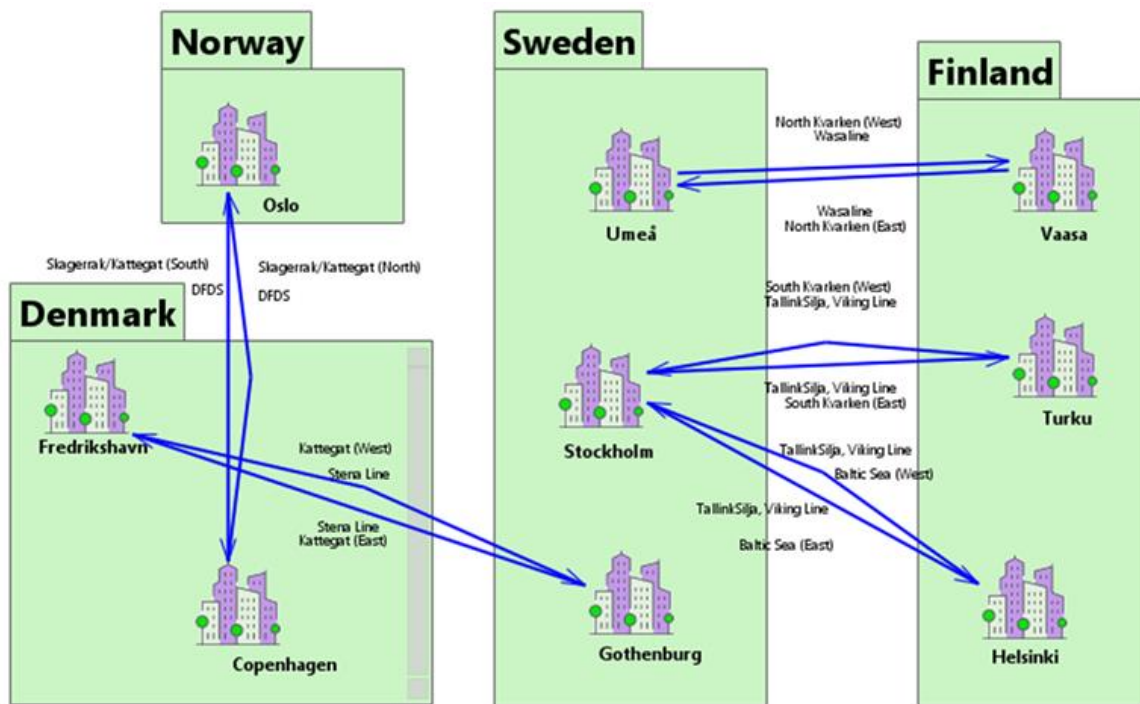 Norway
Sweden
Finland
Oslo
North Kvarken (West)
Wasaline
Umeå
Vaasa
Wasaline
North Kvarken (East)
Skagerrak/Kattegat (South)
DFDS
Skagerrak/Kattegat (North)
DFDS
Denmark
South Kvarken (West)
TallinkSilja, Viking Line
TallinkSilja, Viking Line
South Kvarken (East)
Turku
Fredrikshavn
Stockholm
Kattegat (West)
Stena Line
TallinkSilja, Viking Line
Baltic Sea (West)
TallinkSilja, Viking Line
Baltic Sea (East)
Stena Line
Kattegat (East)
Copenhagen
Gothenburg
Helsinki